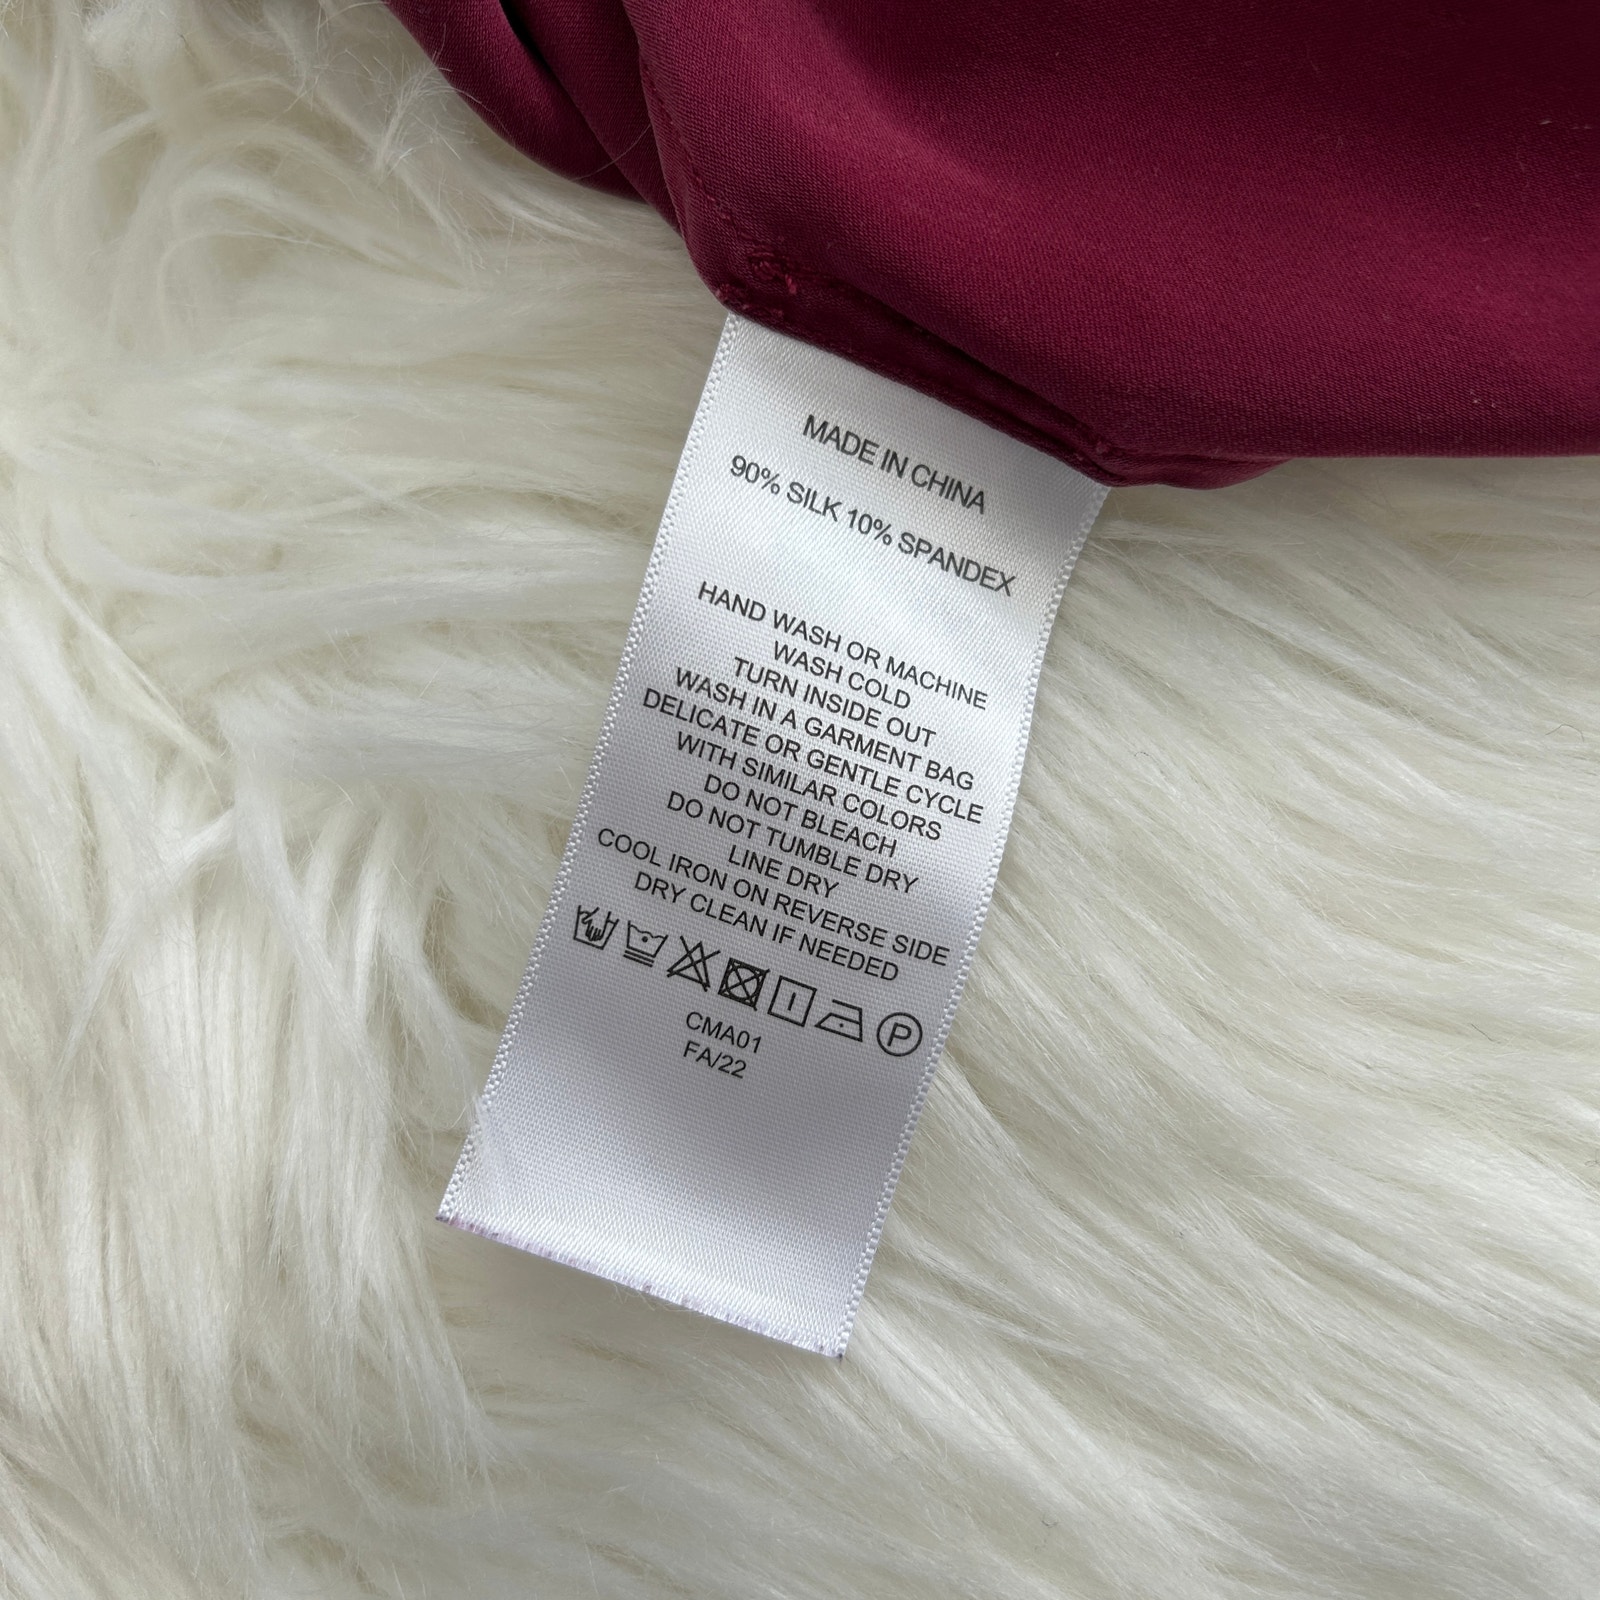 MADE IN CHINA
90% SILK 10% SPANDEX
HAND WASH OR MACHINE
WASH COLD
TURN INSIDE OUT
WASH IN A GARMENT BAG
DELICATE OR GENTLE CYCLE
WITH SIMILAR COLORS
DO NOT BLEACH
DO NOT TUMBLE DRY
LINE DRY
COOL IRON ON REVERSE SIDE
DRY CLEAN IF NEEDED
P
CMA01
FA/22